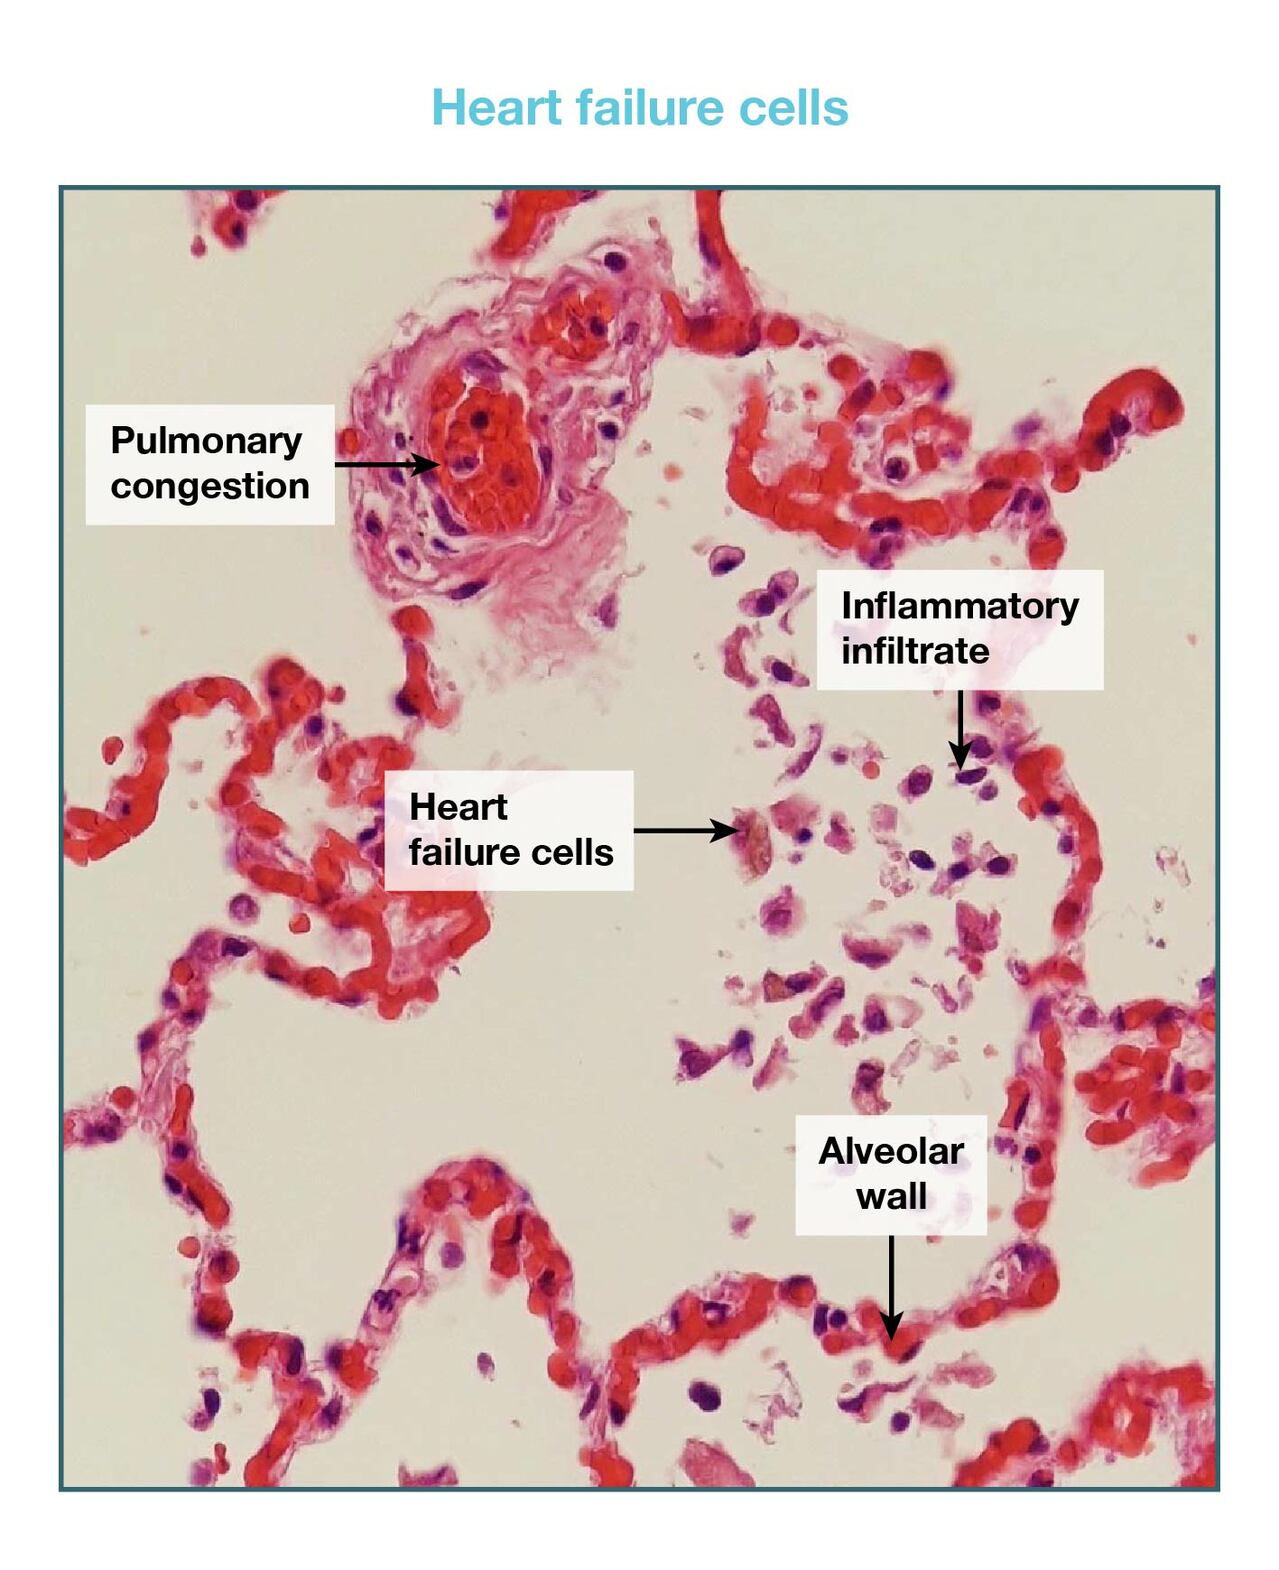 Heart failure cells
Pulmonary
congestion
Inflammatory
infiltrate
Heart
failure cells
Alveolar
wall